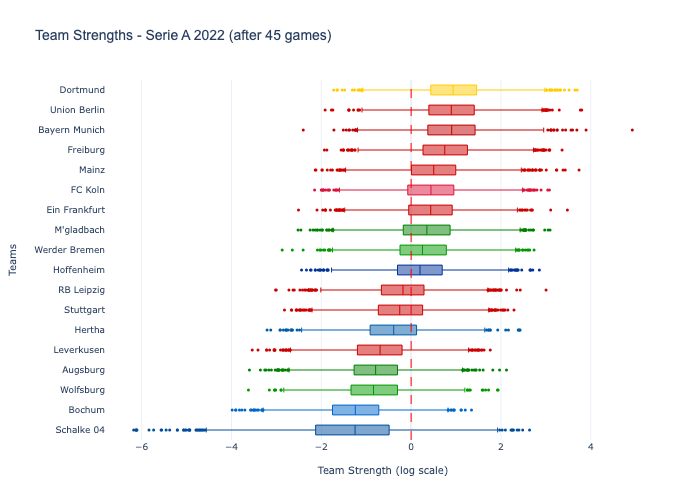 Team Strengths - Serie A 2022 (after 45 games)
Dortmund
Union Berlin
Bayern Munich
Freiburg
Mainz
FC Koln
Ein Frankfurt
M'gladbach
Werder Bremen
Hoffenheim
RB Leipzig
Stuttgart
Hertha
Leverkusen
Augsburg
Wolfsburg
Bochum
Schalke 04
Teams
−6 −4 −2 0 2 4
Team Strength (log scale)